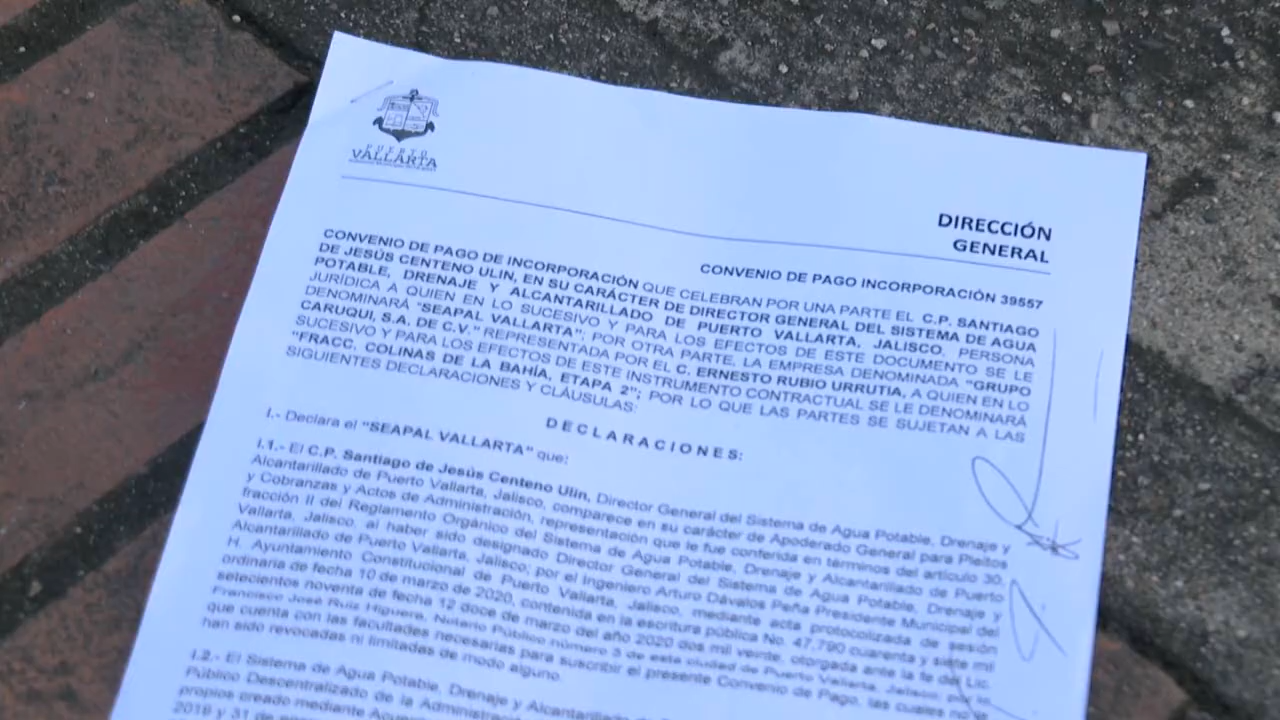 PUERTO
VALLARTA
DIRECCIÓN
GENERAL
CONVENIO DE PAGO INCORPORACIÓN 39557
CONVENIO DE PAGO DE INCORPORACIÓN QUE CELEBRAN POR UNA PARTE EL C.P. SANTIAGO
DE JESÚS CENTENO ULIN, EN SU CARÁCTER DE DIRECTOR GENERAL DEL SISTEMA DE AGUA
POTABLE, DRENAJE Y ALCANTARILLADO DE PUERTO VALLARTA, JALISCO, PERSONA
JURÍDICA A QUIEN EN LO SUCESIVO Y PARA LOS EFECTOS DE ESTE DOCUMENTO SE LE
DENOMINARÁ "SEAPAL VALLARTA"; POR OTRA PARTE, LA EMPRESA DENOMINADA "GRUPO
CARUQUI, S.A. DE C.V." REPRESENTADA POR EL C. ERNESTO RUBIO URRUTIA, A QUIEN EN LO
SUCESIVO Y PARA LOS EFECTOS DE ESTE INSTRUMENTO CONTRACTUAL SE LE DENOMINARÁ
"FRACC. COLINAS DE LA BAHÍA, ETAPA 2"; POR LO QUE LAS PARTES SE SUJETAN A LAS
SIGUIENTES DECLARACIONES Y CLÁUSULAS:
D E C L A R A C I O N E S:
I.- Declara el "SEAPAL VALLARTA" que:
I.1.- El C.P. Santiago de Jesús Centeno Ulin, Director General del Sistema de Agua Potable, Drenaje y
Alcantarillado de Puerto Vallarta, Jalisco, comparece en su carácter de Apoderado General para Pleitos
y Cobranzas y Actos de Administración, representación que le fue conferida en términos del artículo 30,
fracción II del Reglamento Orgánico del Sistema de Agua Potable, Drenaje y Alcantarillado de Puerto
Vallarta, Jalisco, al haber sido designado Director General del Sistema de Agua Potable, Drenaje y
Alcantarillado de Puerto Vallarta, Jalisco; por el Ingeniero Arturo Dávalos Peña Presidente Municipal del
H. Ayuntamiento Constitucional de Puerto Vallarta, Jalisco, mediante acta protocolizada de sesión
ordinaria de fecha 10 de marzo de 2020, contenida en la escritura pública No. 47,790 cuarenta y siete mil
setecientos noventa de fecha 12 doce de marzo del año 2020 dos mil veinte, otorgada ante la fe del Lic.
Francisco José Ruiz Higuera, Notario Público número 3 de esta ciudad de Puerto Vallarta, Jalisco, por lo
que cuenta con las facultades necesarias para suscribir el presente Convenio de Pago, las cuales no le
han sido revocadas ni limitadas de modo alguno.
I.2.- El Sistema de Agua Potable, Drenaje y Alcantarillado de
Público Descentralizado de la Administración
propios creado mediante
2019 y 31 de